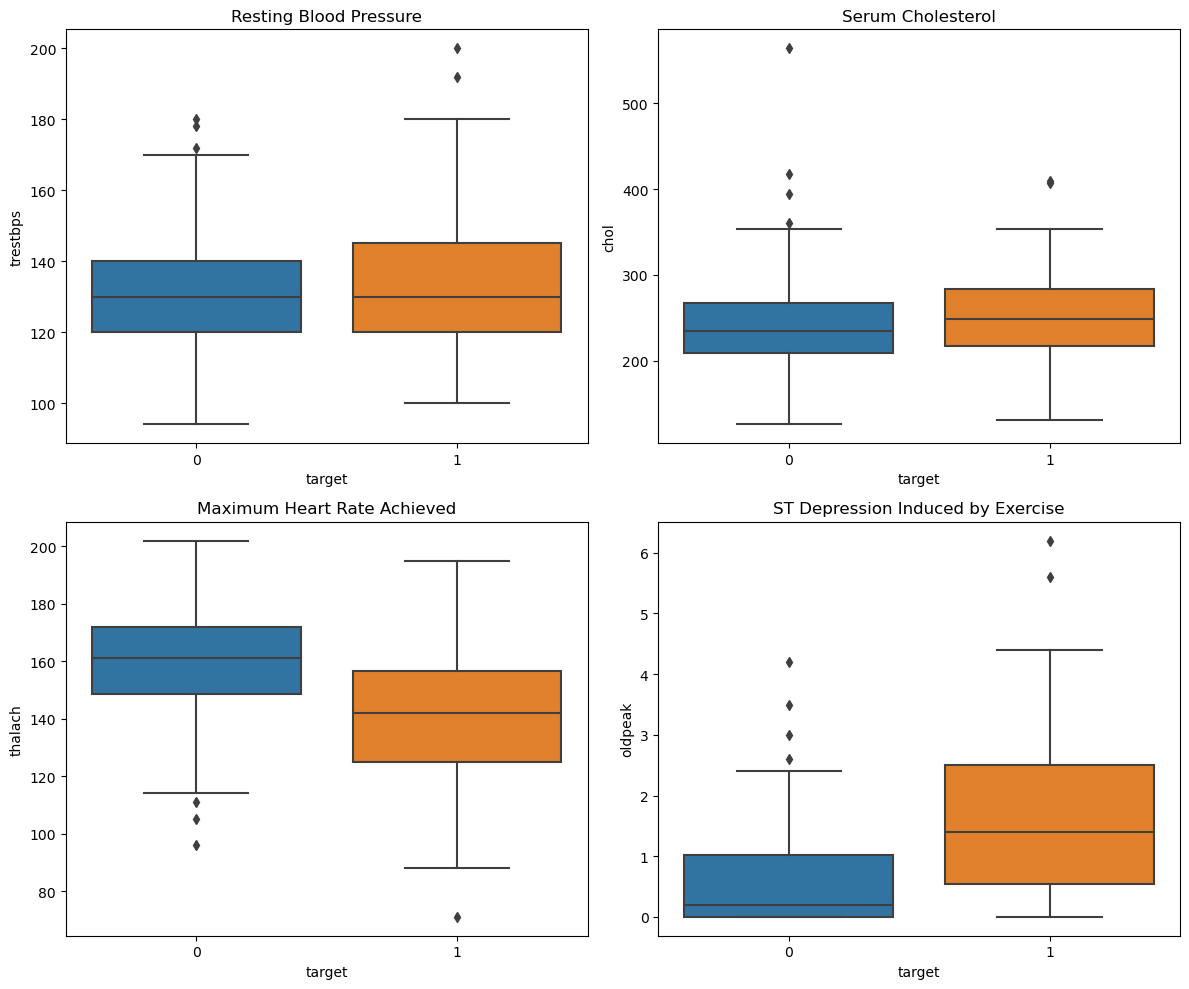 Resting Blood Pressure
trestbps
200
180
160
140
120
100
0
1
target
Serum Cholesterol
chol
500
400
300
200
0
1
target
Maximum Heart Rate Achieved
thalach
200
180
160
140
120
100
80
0
1
target
ST Depression Induced by Exercise
oldpeak
6
5
4
3
2
1
0
0
1
target